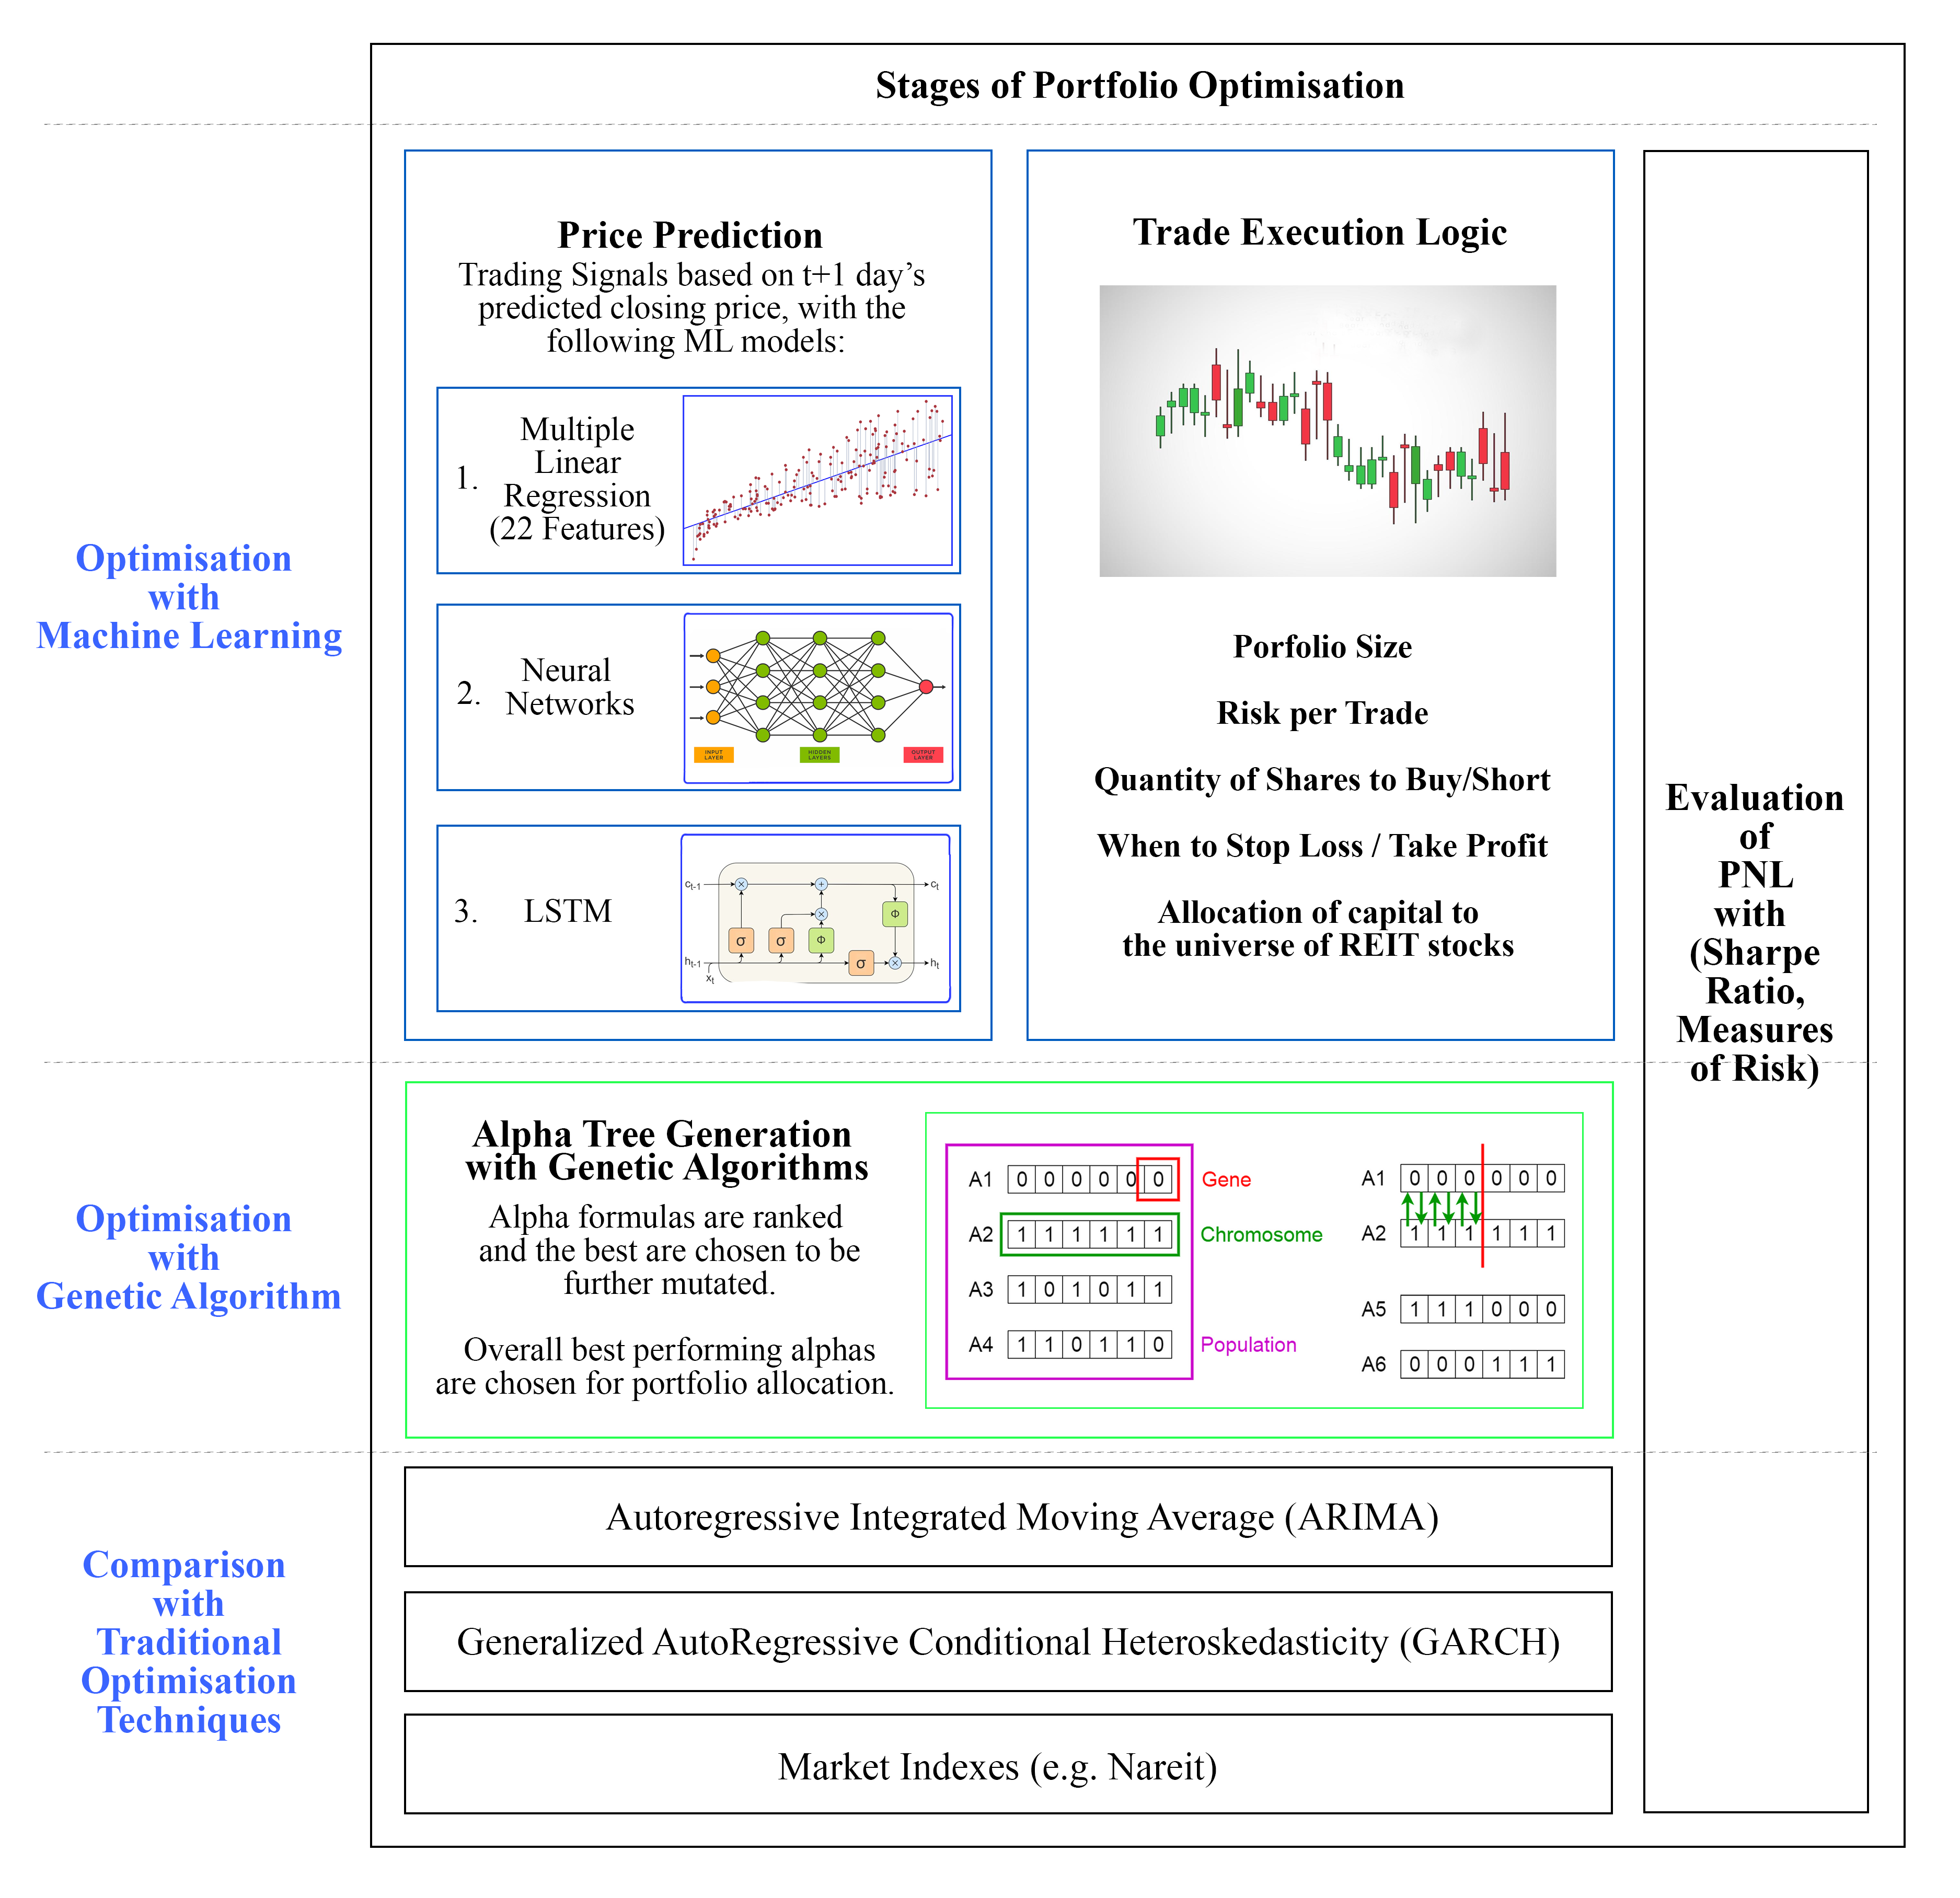 Stages of Portfolio Optimisation
Optimisation
with
Machine Learning
Price Prediction
Trading Signals based on t+1 day’s
predicted closing price, with the
following ML models:
1.
Multiple
Linear
Regression
(22 Features)
2.
Neural
Networks
INPUT
LAYER
HIDDEN
LAYERS
OUTPUT
LAYER
3.
LSTM
ct-1
ct
σ
σ
Φ
σ
Φ
ht-1
xt
ht
Trade Execution Logic
Porfolio Size
Risk per Trade
Quantity of Shares to Buy/Short
When to Stop Loss / Take Profit
Allocation of capital to
the universe of REIT stocks
Evaluation
of
PNL
with
(Sharpe
Ratio,
Measures
of Risk)
Optimisation
with
Genetic Algorithm
Alpha Tree Generation
with Genetic Algorithms
Alpha formulas are ranked
and the best are chosen to be
further mutated.
Overall best performing alphas
are chosen for portfolio allocation.
A1 0 0 0 0 0 0 Gene
A2 1 1 1 1 1 1 Chromosome
A3 1 0 1 0 1 1
A4 1 1 0 1 1 0 Population
A1 0 0 0 0 0 0
A2 1 1 1 1 1 1
A5 1 1 1 0 0 0
A6 0 0 0 1 1 1
Comparison
with
Traditional
Optimisation
Techniques
Autoregressive Integrated Moving Average (ARIMA)
Generalized AutoRegressive Conditional Heteroskedasticity (GARCH)
Market Indexes (e.g. Nareit)